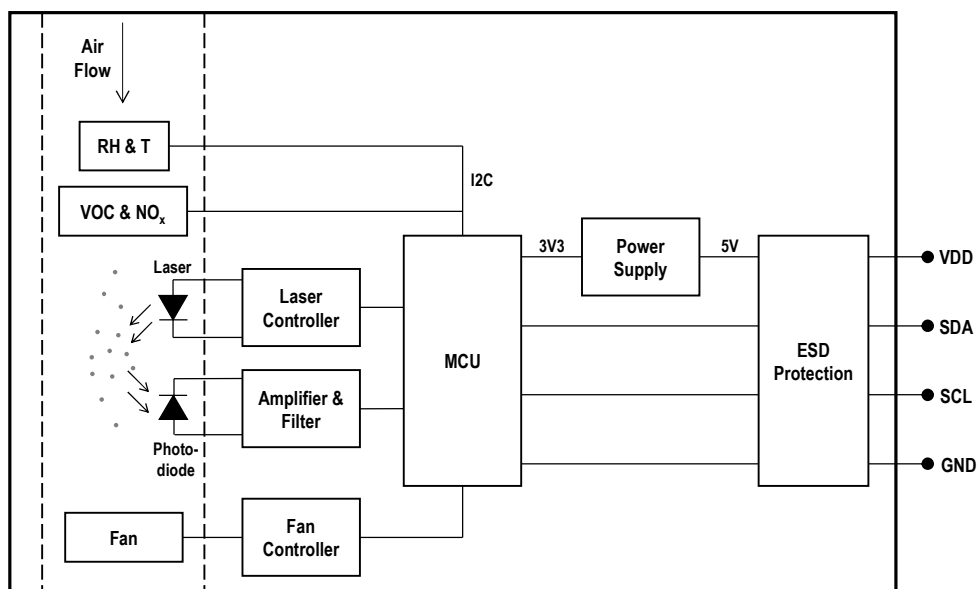 Air
Flow
RH & T
I2C
VOC & NOx
3V3
Power
Supply
5V
VDD
Laser
Laser
Controller
MCU
ESD
Protection
SDA
Amplifier &
Filter
SCL
Photo-
diode
GND
Fan
Fan
Controller